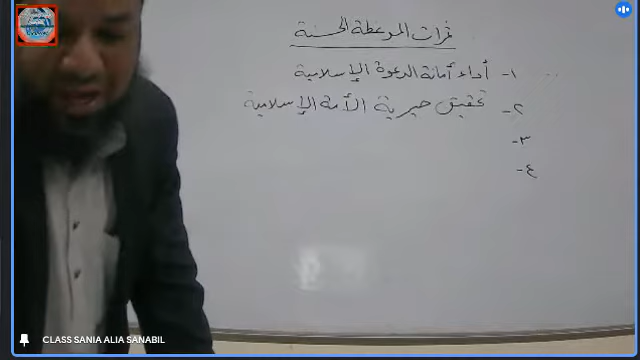 ثمرات الموعظة الحسنة
١- أداء أمانة الدعوة الإسلامية
٢- تحقيق خيرية الأمة الإسلامية
٣-
٤-
CLASS SANIA ALIA SANABIL